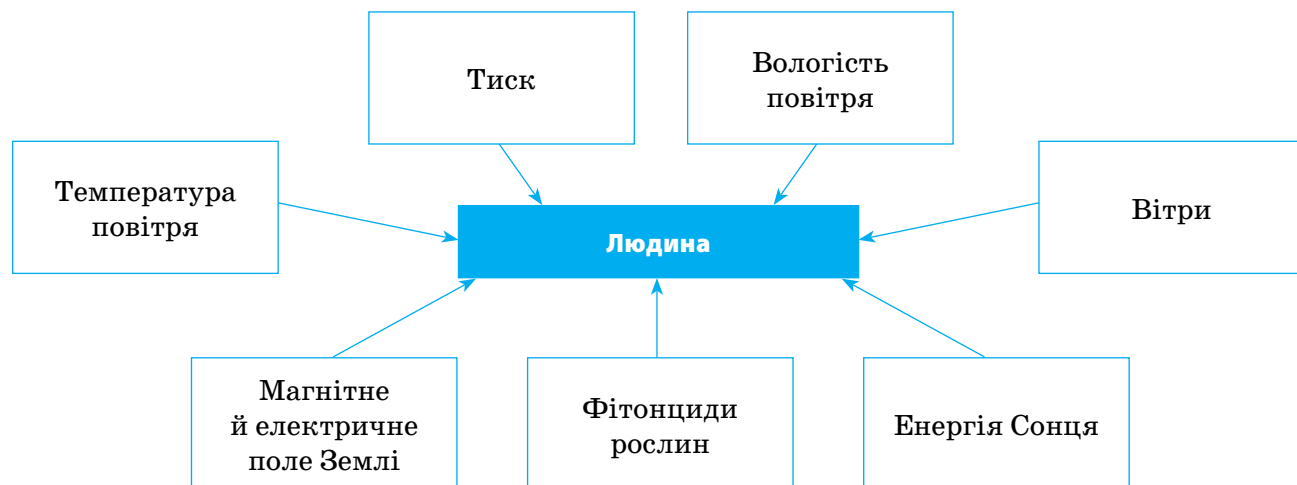 Тиск
Вологість
повітря
Температура
повітря
Людина
Вітри
Магнітне
й електричне
поле Землі
Фітонциди
рослин
Енергія Сонця